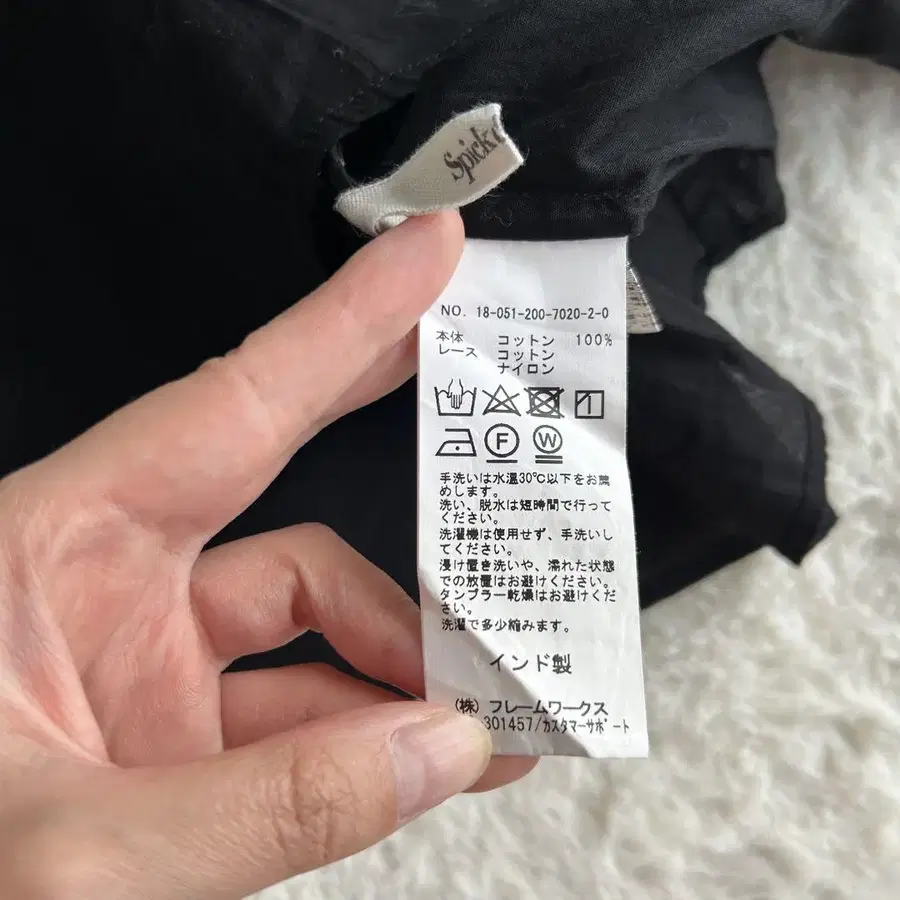 Spick
NO. 18-051-200-7020-2-0
本体 コットン 100%
レース コットン
ナイロン
F W
手洗いは水温30℃以下をお薦
めします。
洗い、脱水は短時間で行って
ください。
洗濯機は使用せず、手洗いし
てください。
浸け置き洗いや、濡れた状態
での放置はお避けください。
タンブラー乾燥はお避けくだ
さい。
洗濯で多少縮みます。
インド製
(株) フレームワークス
301457/カスタマーサポート